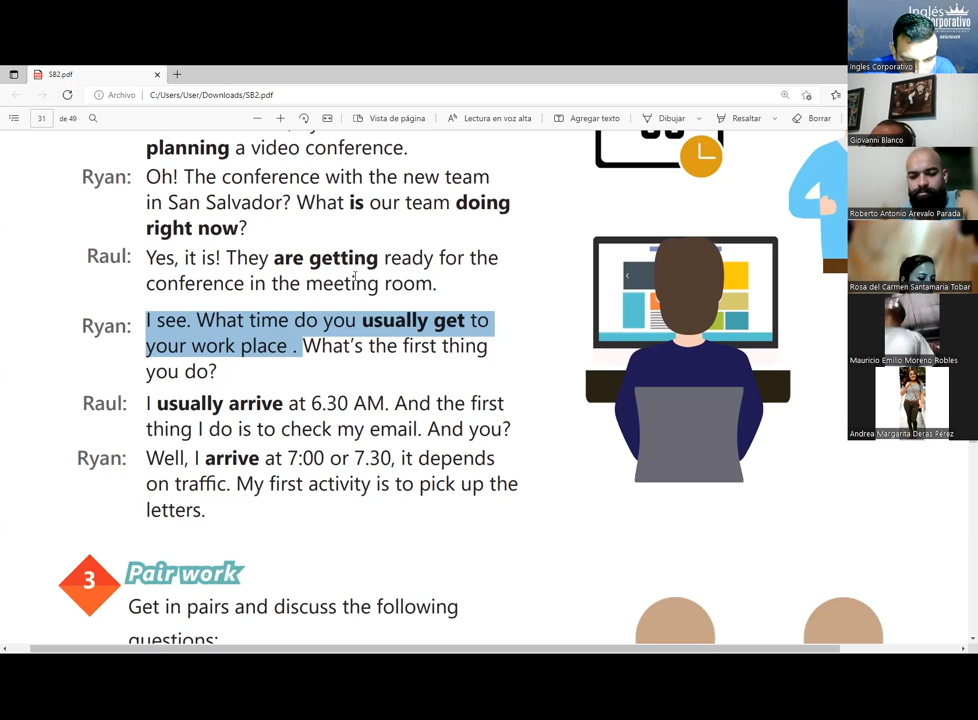 Inglés
Corporativo
BEGINNER
Ingles Corporativo
SB2.pdf
Archivo C:/Users/User/Downloads/SB2.pdf
31 de 49 Vista de página Lectura en voz alta Agregar texto Dibujar Resaltar Borrar
Giovanni Blanco
planning a video conference.
Ryan: Oh! The conference with the new team
in San Salvador? What is our team doing
right now?
Roberto Antonio Arevalo Parada
Raul: Yes, it is! They are getting ready for the
conference in the meeting room.
Rosa del Carmen Santamaría Tobar
Ryan: I see. What time do you usually get to
your work place . What's the first thing
you do?
Mauricio Emilio Moreno Robles
Raul: I usually arrive at 6.30 AM. And the first
thing I do is to check my email. And you?
Andrea Margarita Deras Pérez
Ryan: Well, I arrive at 7:00 or 7.30, it depends
on traffic. My first activity is to pick up the
letters.
3 Pair work
Get in pairs and discuss the following
questions: